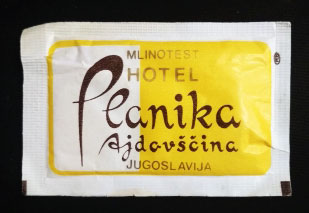 MLINOTEST
HOTEL
Planika
Ajdovščina
JUGOSLAVIJA